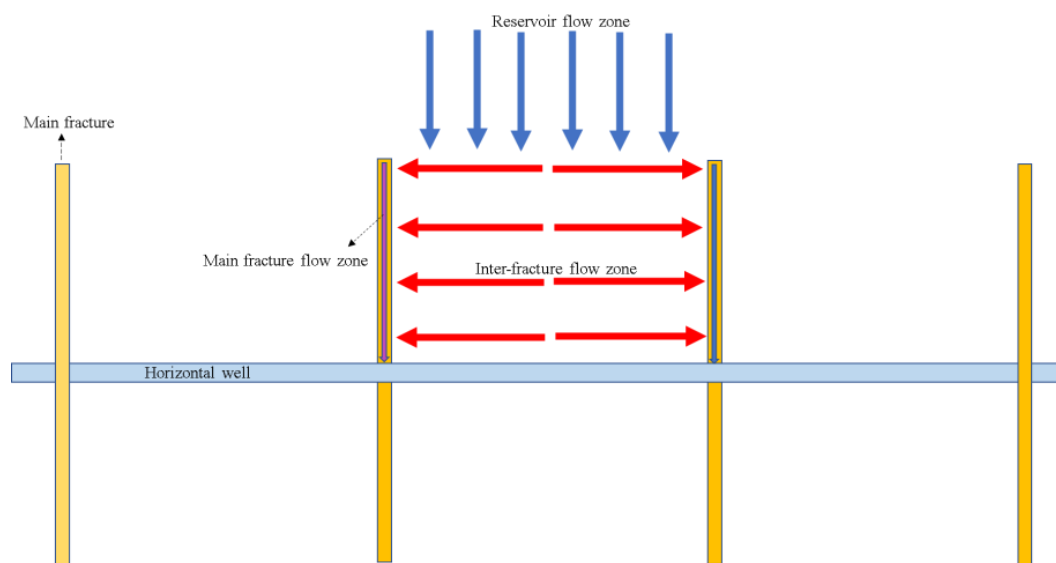 Reservoir flow zone
Main fracture
Main fracture flow zone
Inter-fracture flow zone
Horizontal well